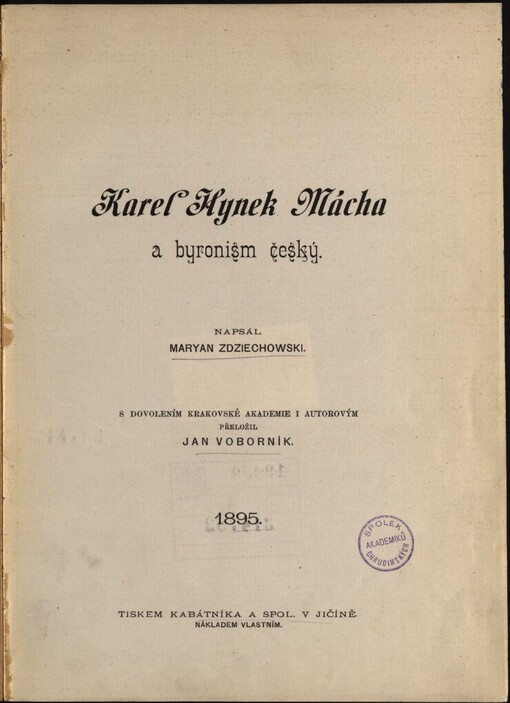 Karel Hynek Mácha
a byronism český.
NAPSAL
MARYAN ZDZIECHOWSKI.
S DOVOLENÍM KRAKOVSKÉ AKADEMIE I AUTOROVÝM
PŘELOŽIL
JAN VOBORNÍK.
1895.
SPOLEK
AKADEMIKŮ
CHRUDIMSKÝCH
TISKEM KABÁTNÍKA A SPOL. V JIČÍNĚ.
NÁKLADEM VLASTNÍM.